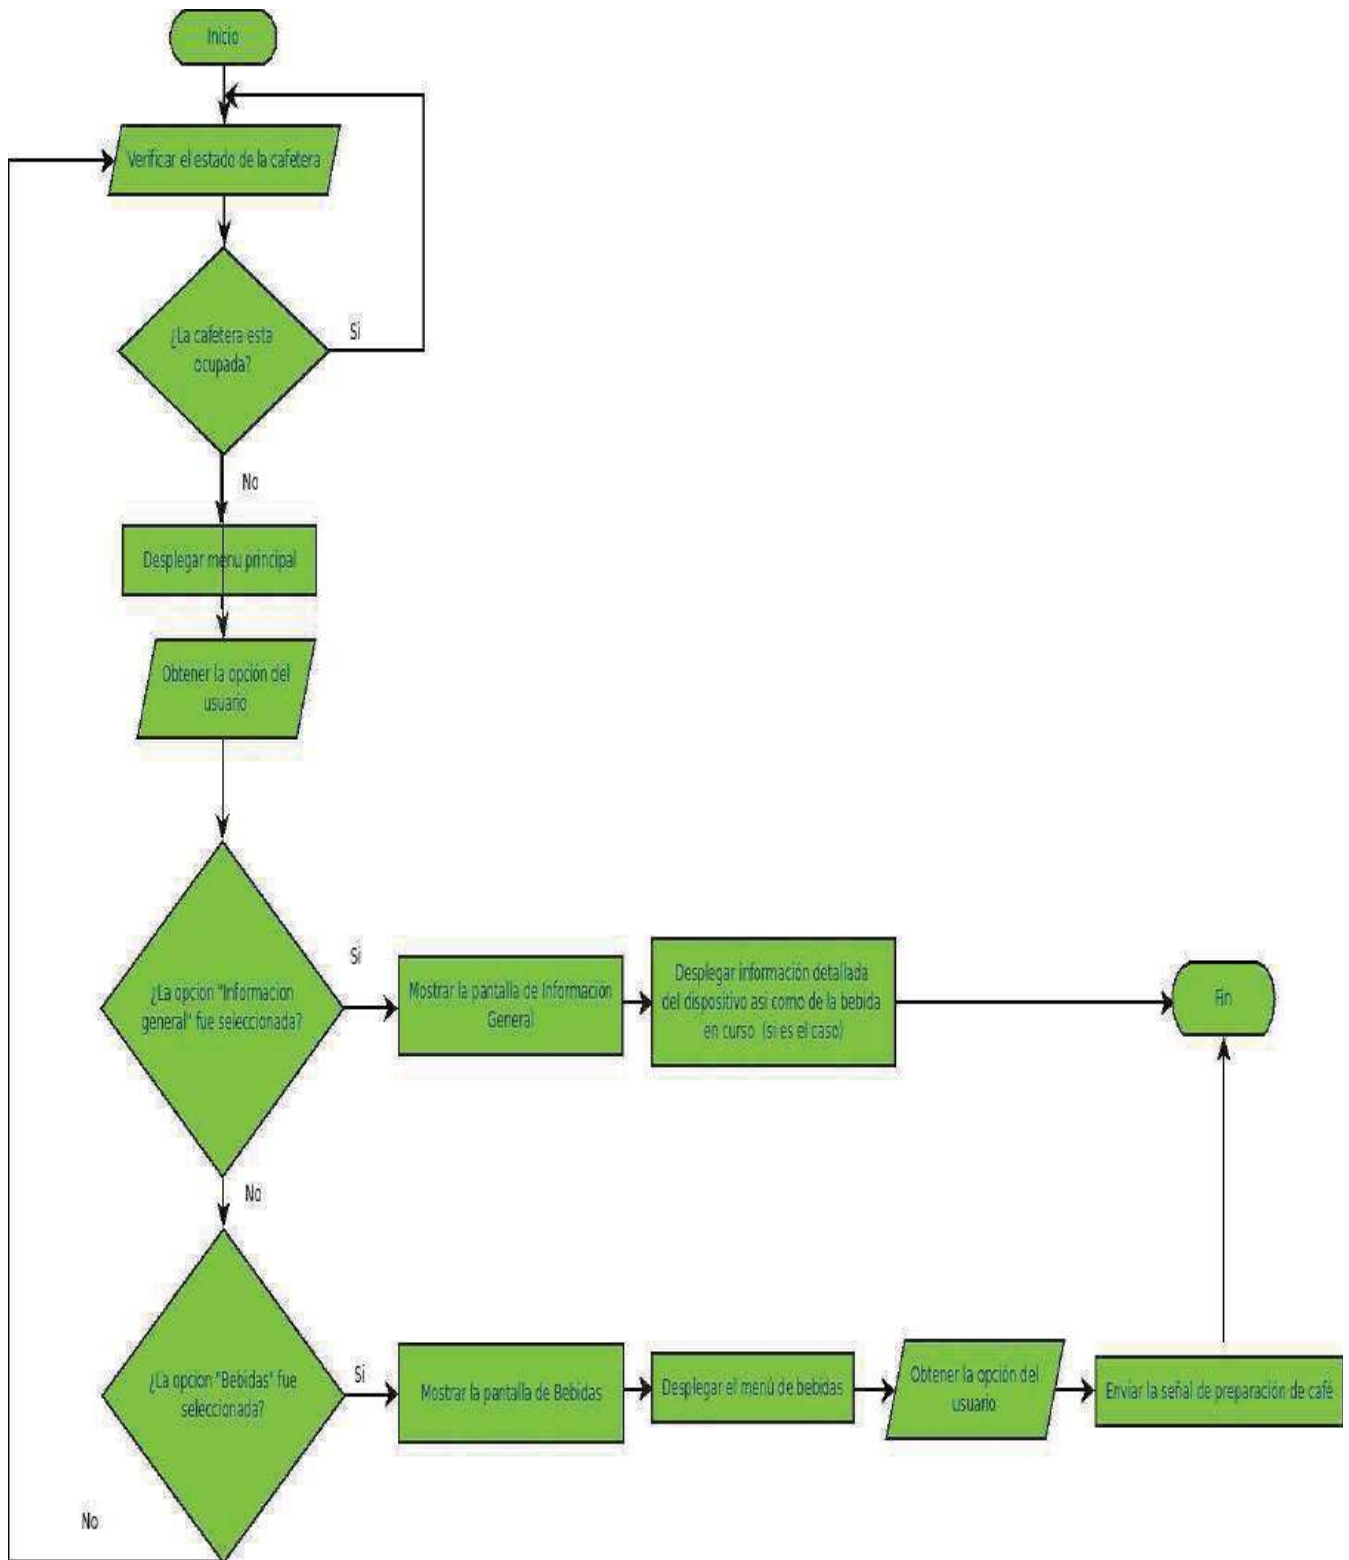 Inicio
Verificar el estado de la cafetera
¿La cafetera esta
ocupada?
Si
No
Desplegar menu principal
Obtener la opción del
usuario
¿La opcion "Informacion
general" fue seleccionada?
Si
Mostrar la pantalla de Información
General
Desplegar información detallada
del dispositivo asi como de la bebida
en curso (si es el caso)
Fin
No
¿La opcion "Bebidas" fue
seleccionada?
Si
Mostrar la pantalla de Bebidas
Desplegar el menú de bebidas
Obtener la opción del
usuario
Enviar la señal de preparación de café
No